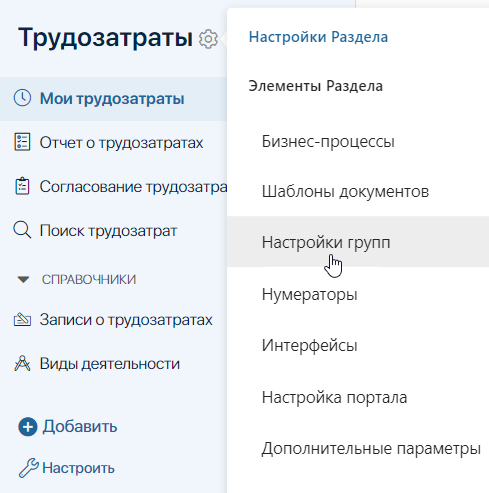 Трудозатраты
Мои трудозатраты
Отчет о трудозатратах
Согласование трудозатра
Поиск трудозатрат
СПРАВОЧНИКИ
Записи о трудозатратах
Виды деятельности
Добавить
Настроить
Настройки Раздела
Элементы Раздела
Бизнес-процессы
Шаблоны документов
Настройки групп
Нумераторы
Интерфейсы
Настройка портала
Дополнительные параметры